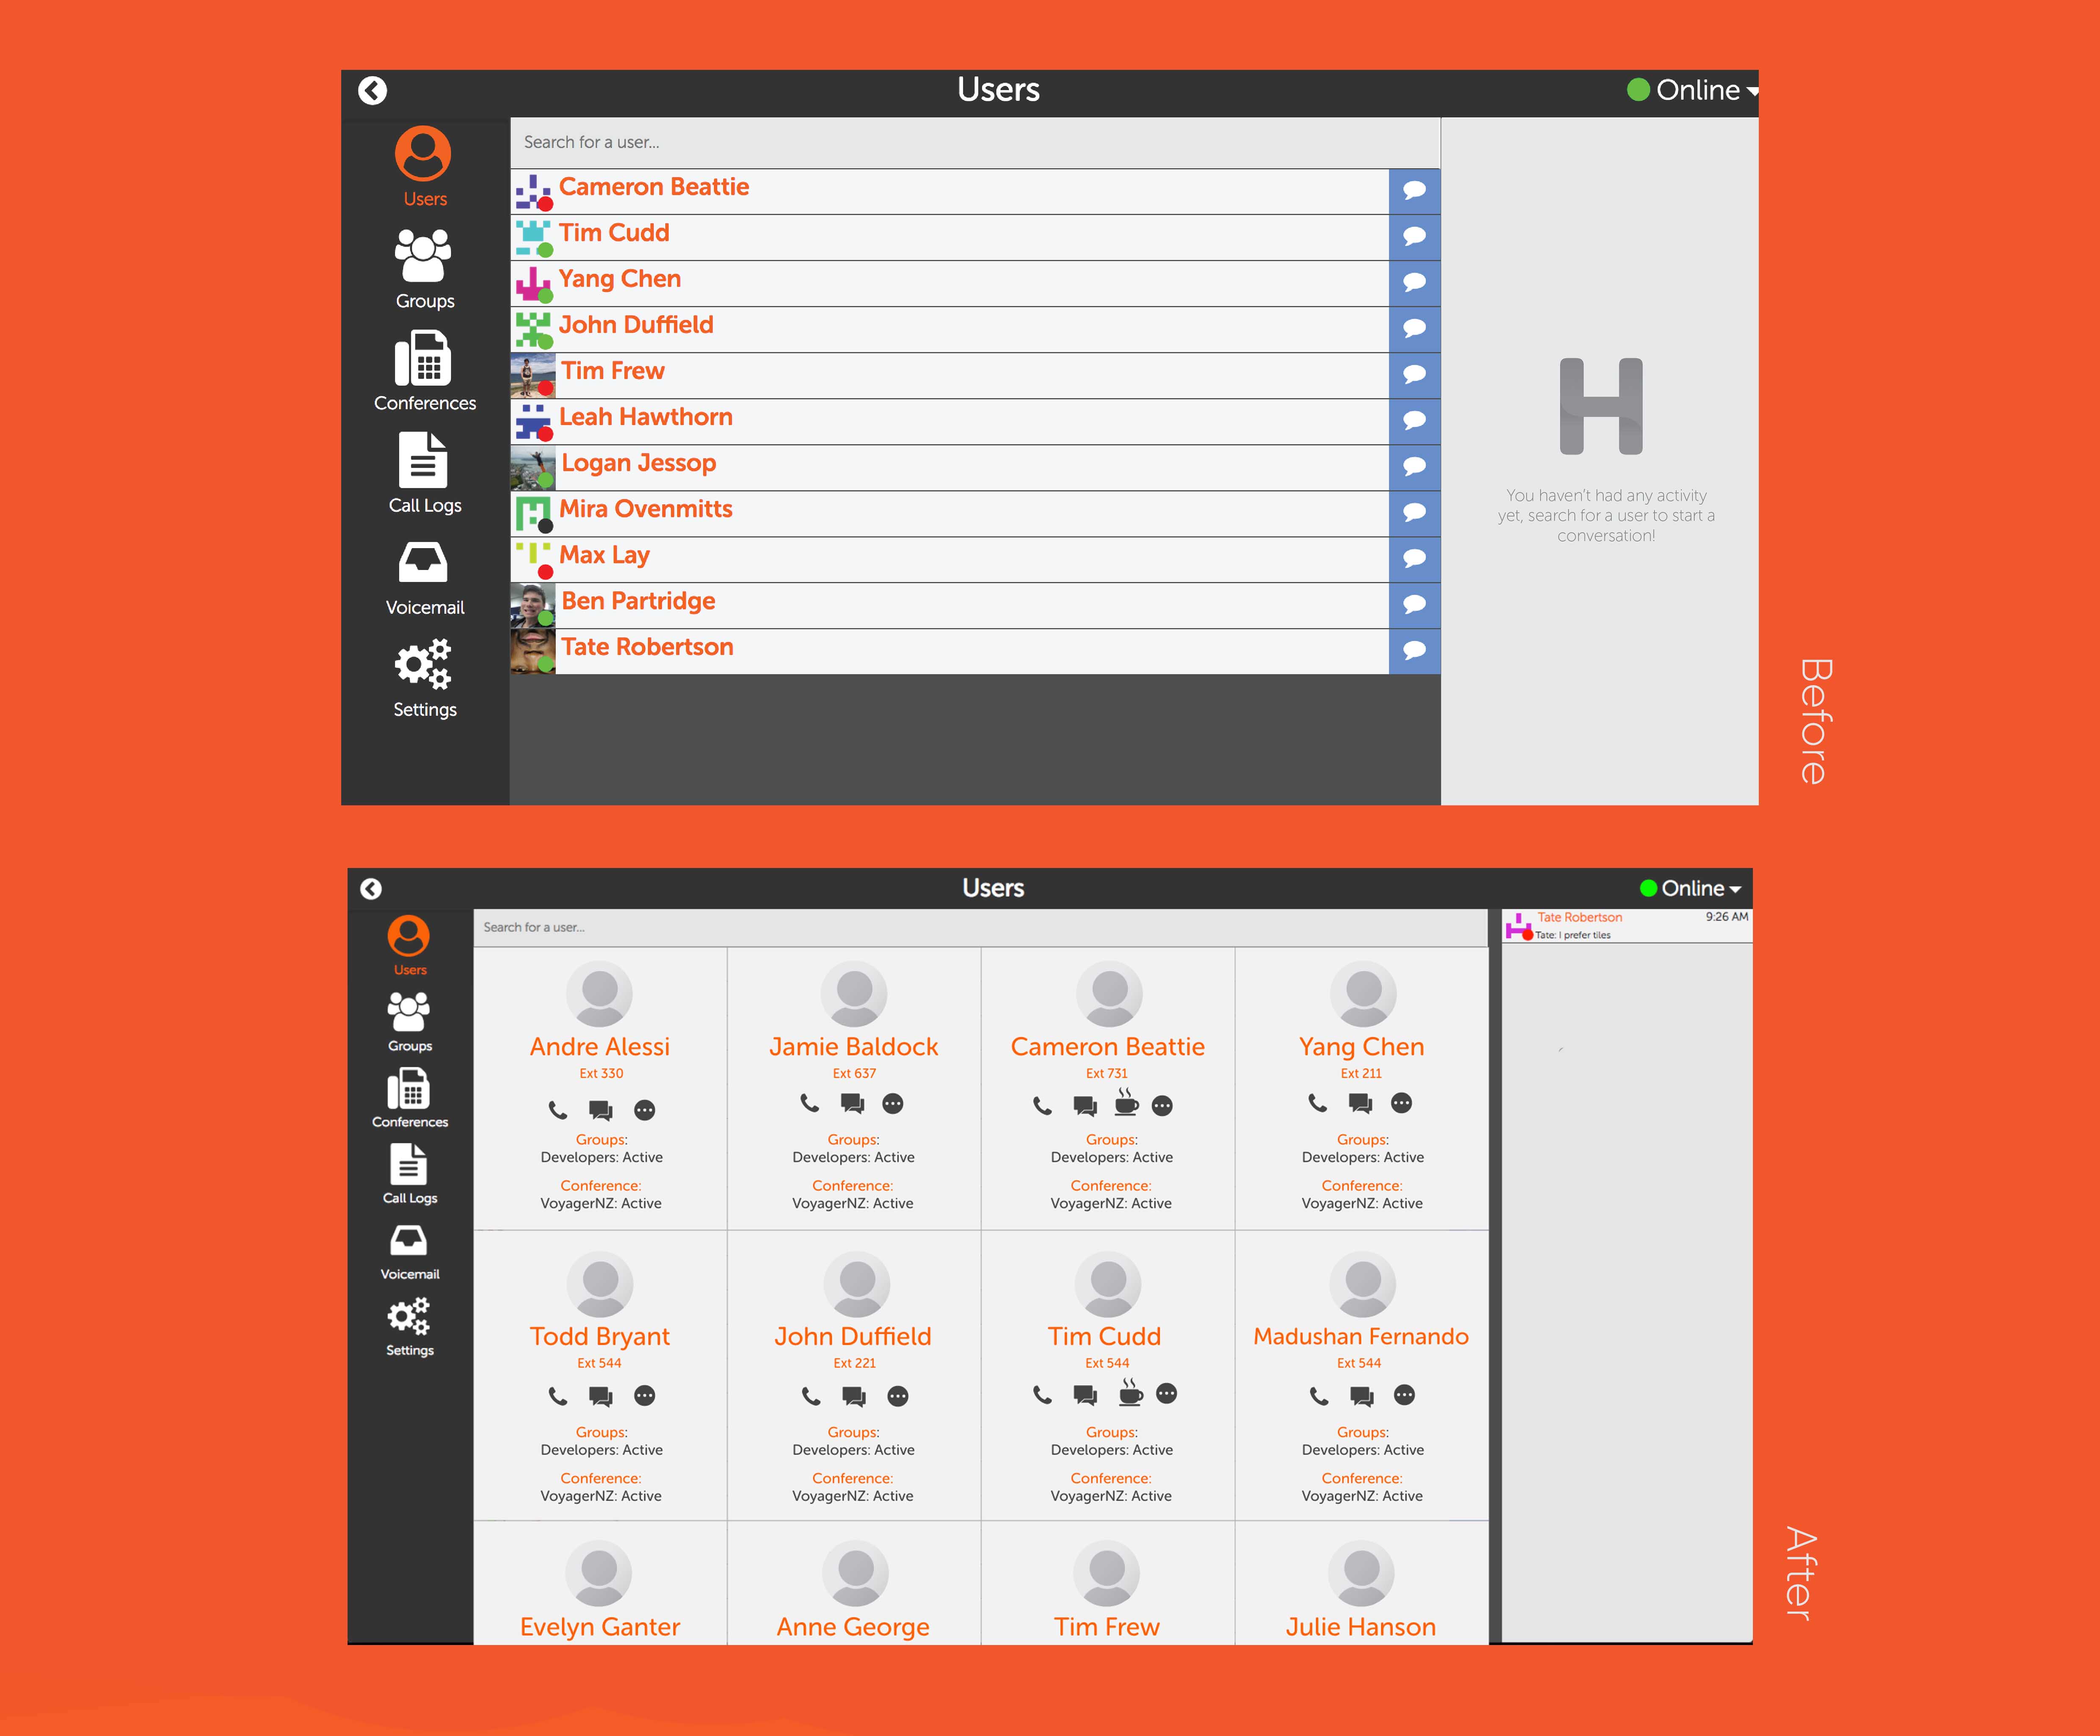 Users
Online
Users
Groups
Conferences
Call Logs
Voicemail
Settings
Search for a user...
Cameron Beattie
Tim Cudd
Yang Chen
John Duffield
Tim Frew
Leah Hawthorn
Logan Jessop
Mira Ovenmitts
Max Lay
Ben Partridge
Tate Robertson
H
You haven't had any activity
yet, search for a user to start a
conversation!
Before
Users
Online
Users
Groups
Conferences
Call Logs
Voicemail
Settings
Search for a user...
Andre Alessi
Ext 330
Groups:
Developers: Active
Conference:
VoyagerNZ: Active
Jamie Baldock
Ext 637
Groups:
Developers: Active
Conference:
VoyagerNZ: Active
Cameron Beattie
Ext 731
Groups:
Developers: Active
Conference:
VoyagerNZ: Active
Yang Chen
Ext 211
Groups:
Developers: Active
Conference:
VoyagerNZ: Active
Todd Bryant
Ext 544
Groups:
Developers: Active
Conference:
VoyagerNZ: Active
John Duffield
Ext 221
Groups:
Developers: Active
Conference:
VoyagerNZ: Active
Tim Cudd
Ext 544
Groups:
Developers: Active
Conference:
VoyagerNZ: Active
Madushan Fernando
Ext 544
Groups:
Developers: Active
Conference:
VoyagerNZ: Active
Evelyn Ganter
Anne George
Tim Frew
Julie Hanson
Tate Robertson 9:26 AM
Tate: I prefer tiles
After